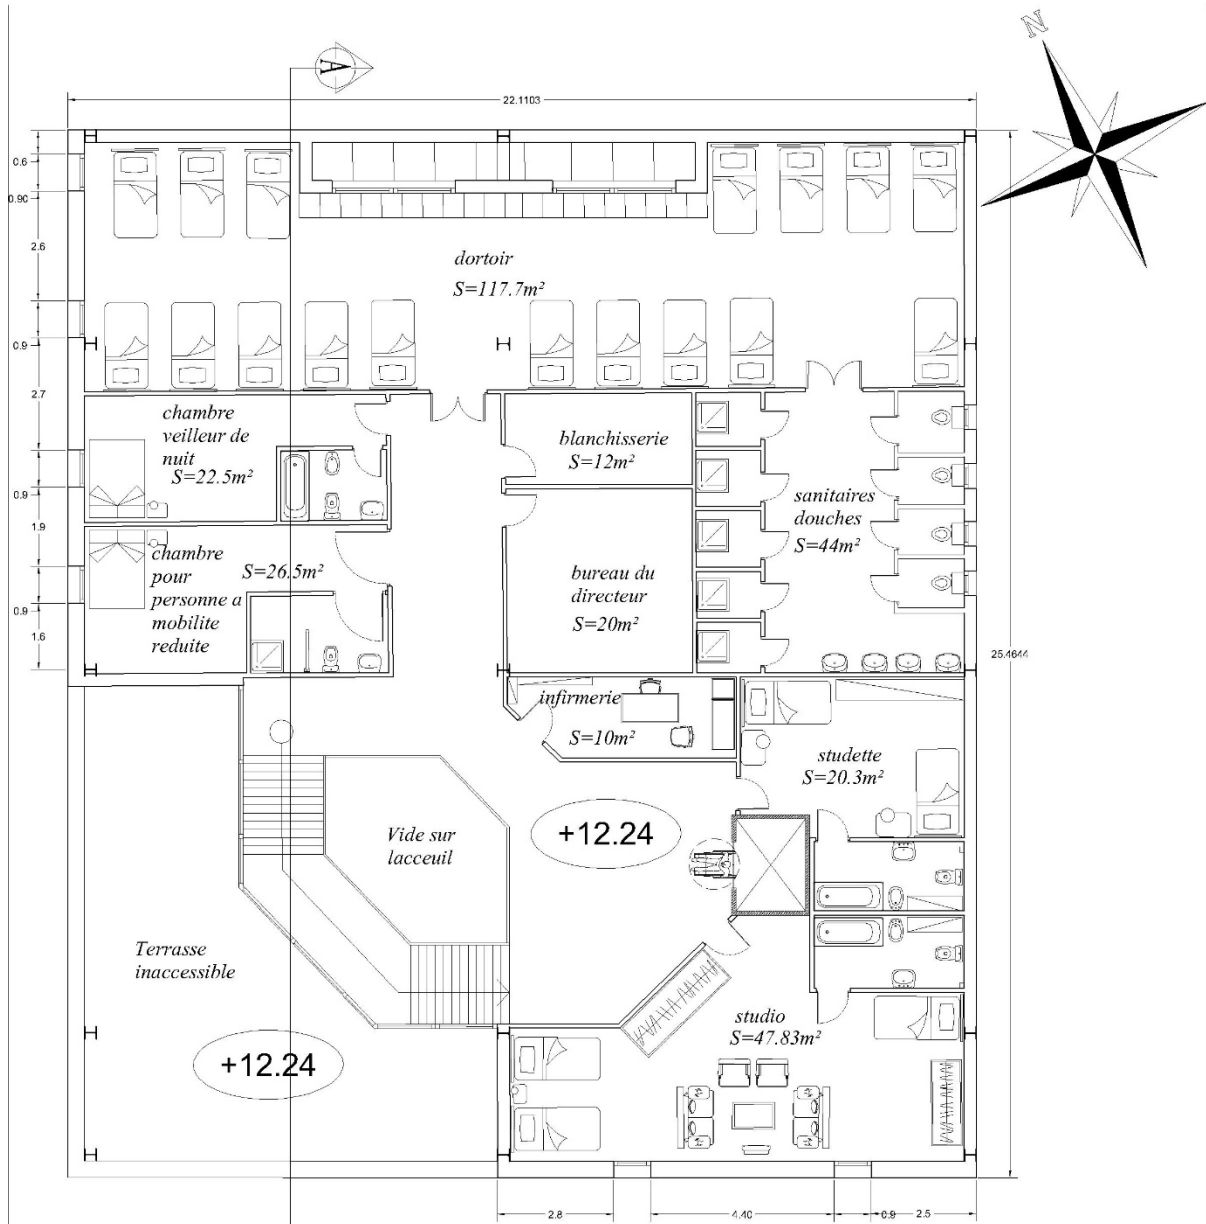 N
A
22.1103
0.6
0.90
2.6
0.9
2.7
0.9
1.9
0.9
1.6
dortoir
S=117.7m²
chambre
veilleur de
nuit
S=22.5m²
blanchisserie
S=12m²
sanitaires
douches
S=44m²
chambre
pour
personne a
mobilite
reduite
S=26.5m²
bureau du
directeur
S=20m²
25.4644
infirmerie
S=10m²
studette
S=20.3m²
Vide sur
lacceuil
+12.24
Terrasse
inaccessible
+12.24
studio
S=47.83m²
2.8
4.40
0.9
2.5